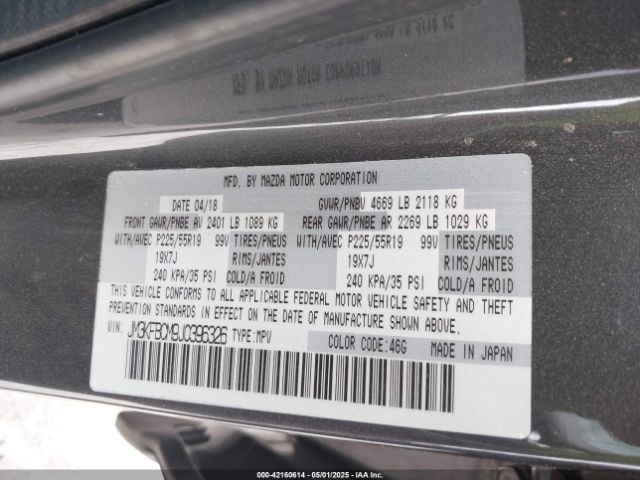 MFD. BY MAZDA MOTOR CORPORATION
DATE 04/18 GVWR/PNBV 4669 LB 2118 KG
FRONT GAWR/PNBE AV 2401 LB 1089 KG REAR GAWR/PNBE AR 2269 LB 1029 KG
WITH/AVEC P225/55R19 99V TIRES/PNEUS WITH/AVEC P225/55R19 99V TIRES/PNEUS
19X7J RIMS/JANTES 19X7J RIMS/JANTES
240 KPA/35 PSI COLD/A FROID 240 KPA/35 PSI COLD/A FROID
THIS VEHICLE CONFORMS TO ALL APPLICABLE FEDERAL MOTOR VEHICLE SAFETY AND THEFT
PREVENTION STANDARDS IN EFFECT ON THE DATE OF MANUFACTURE SHOWN ABOVE.
VIN: JM3KFBCM9J0396326 TYPE:MPV COLOR CODE:46G MADE IN JAPAN
000-42160614 - 05/01/2025 - IAAI.COM